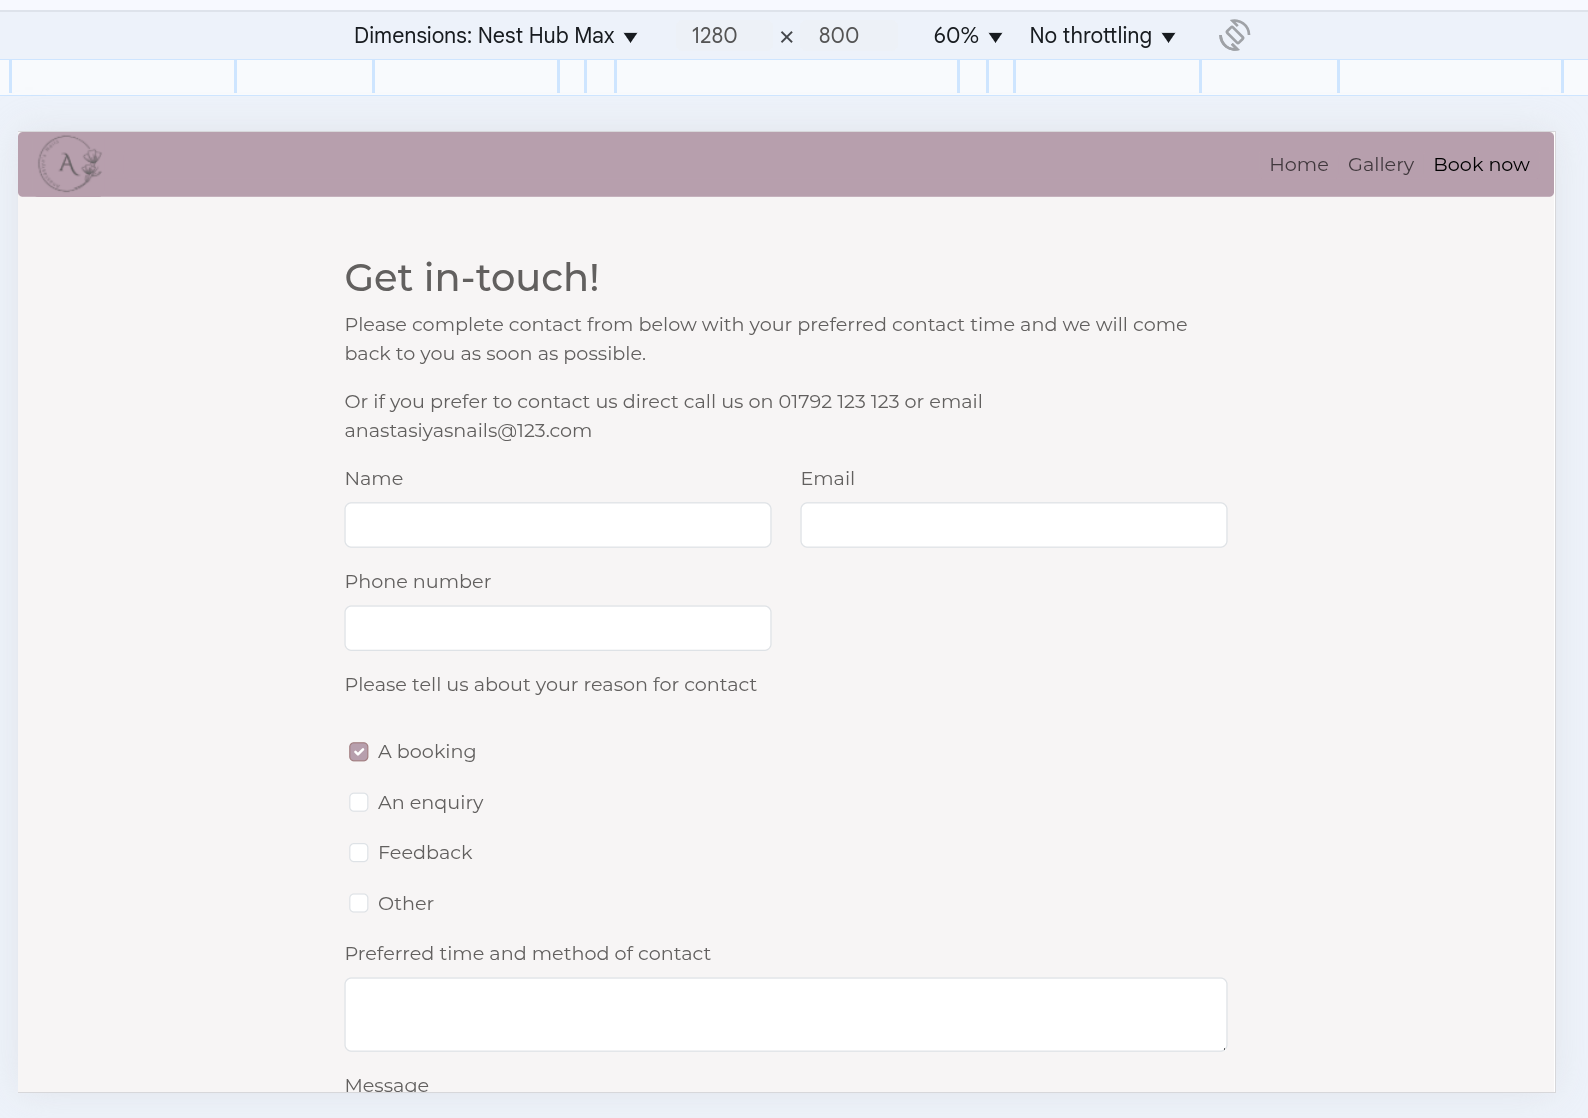 Dimensions: Nest Hub Max ▼ 1280 × 800 60% ▼ No throttling ▼
A
Home Gallery Book now
Get in-touch!
Please complete contact from below with your preferred contact time and we will come
back to you as soon as possible.
Or if you prefer to contact us direct call us on 01792 123 123 or email
anastasiyasnails@123.com
Name Email
Phone number
Please tell us about your reason for contact
A booking
An enquiry
Feedback
Other
Preferred time and method of contact
Message